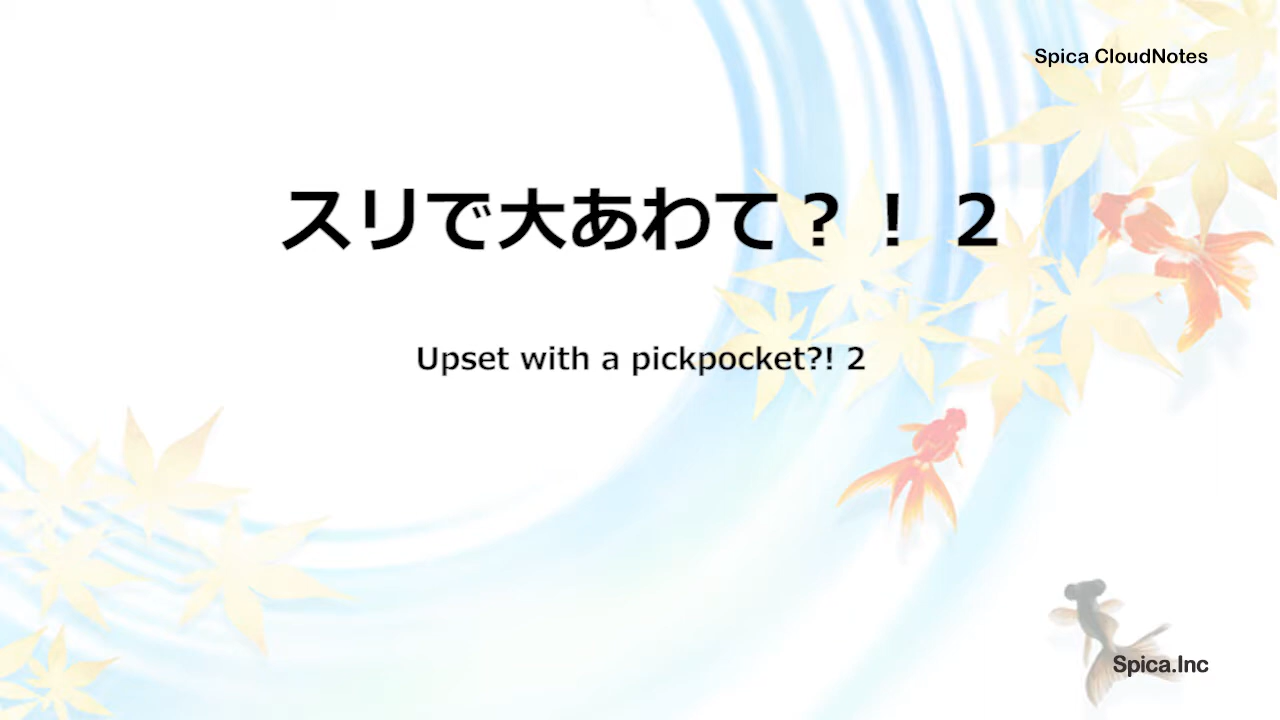 Spica CloudNotes
スリで大あわて？！２
Upset with a pickpocket?! 2
Spica.Inc